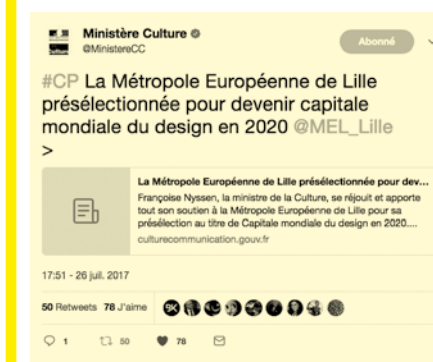 Ministère Culture
@MinistereCC
Abonné
#CP La Métropole Européenne de Lille
présélectionnée pour devenir capitale
mondiale du design en 2020 @MEL_Lille
>
La Métropole Européenne de Lille présélectionnée pour dev...
Françoise Nyssen, la ministre de la Culture, se réjouit et apporte
tout son soutien à la Métropole Européenne de Lille pour sa
présélection au titre de Capitale mondiale du design en 2020....
culturecommunication.gouv.fr
17:51 - 26 juil. 2017
50 Retweets 78 J'aime
1 50 78